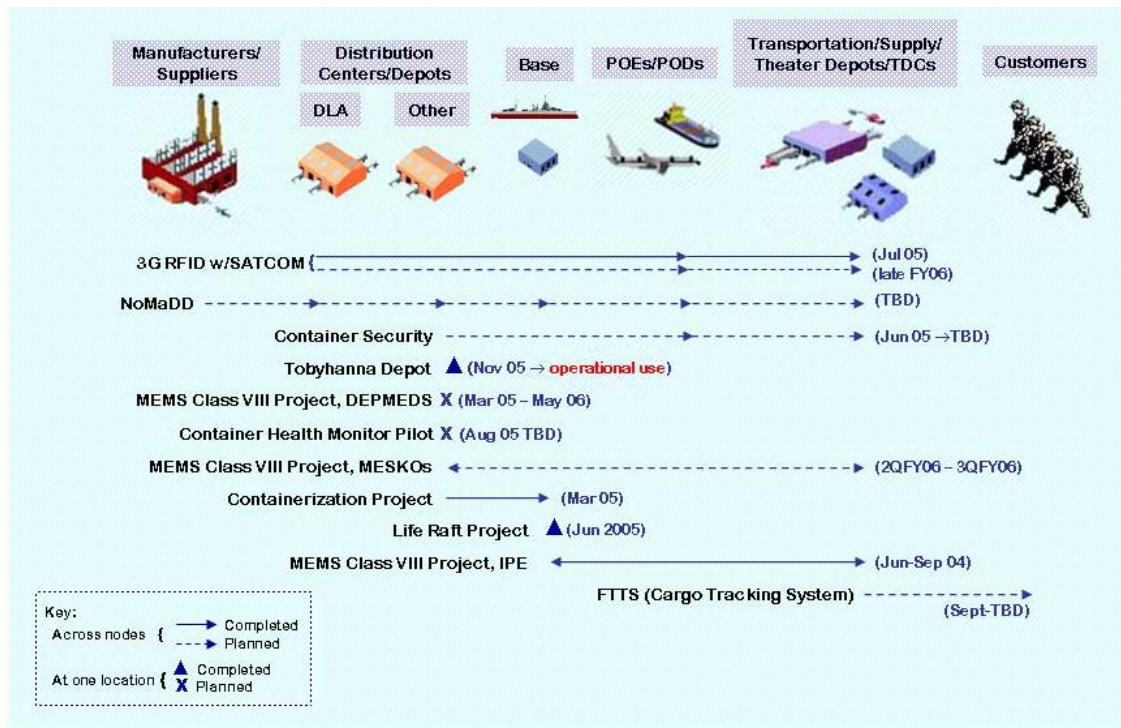 Manufacturers/
Suppliers
Distribution
Centers/Depots
Base
POEs/PODs
Transportation/Supply/
Theater Depots/TDCs
Customers
DLA
Other
3G RFID w/SATCOM {
(Jul 05)
(late FY06)
NoMaDD
(TBD)
Container Security
(Jun 05 →TBD)
Tobyhanna Depot ▲ (Nov 05 → operational use)
MEMS Class VIII Project, DEPMEDS X (Mar 05 – May 06)
Container Health Monitor Pilot X (Aug 05 TBD)
MEMS Class VIII Project, MESKOs
(2QFY06 – 3QFY06)
Containerization Project
(Mar 05)
Life Raft Project ▲ (Jun 2005)
MEMS Class VIII Project, IPE
(Jun-Sep 04)
FTTS (Cargo Tracking System)
(Sept-TBD)
Key:
Across nodes {
Completed
Planned
At one location {
▲ Completed
X Planned